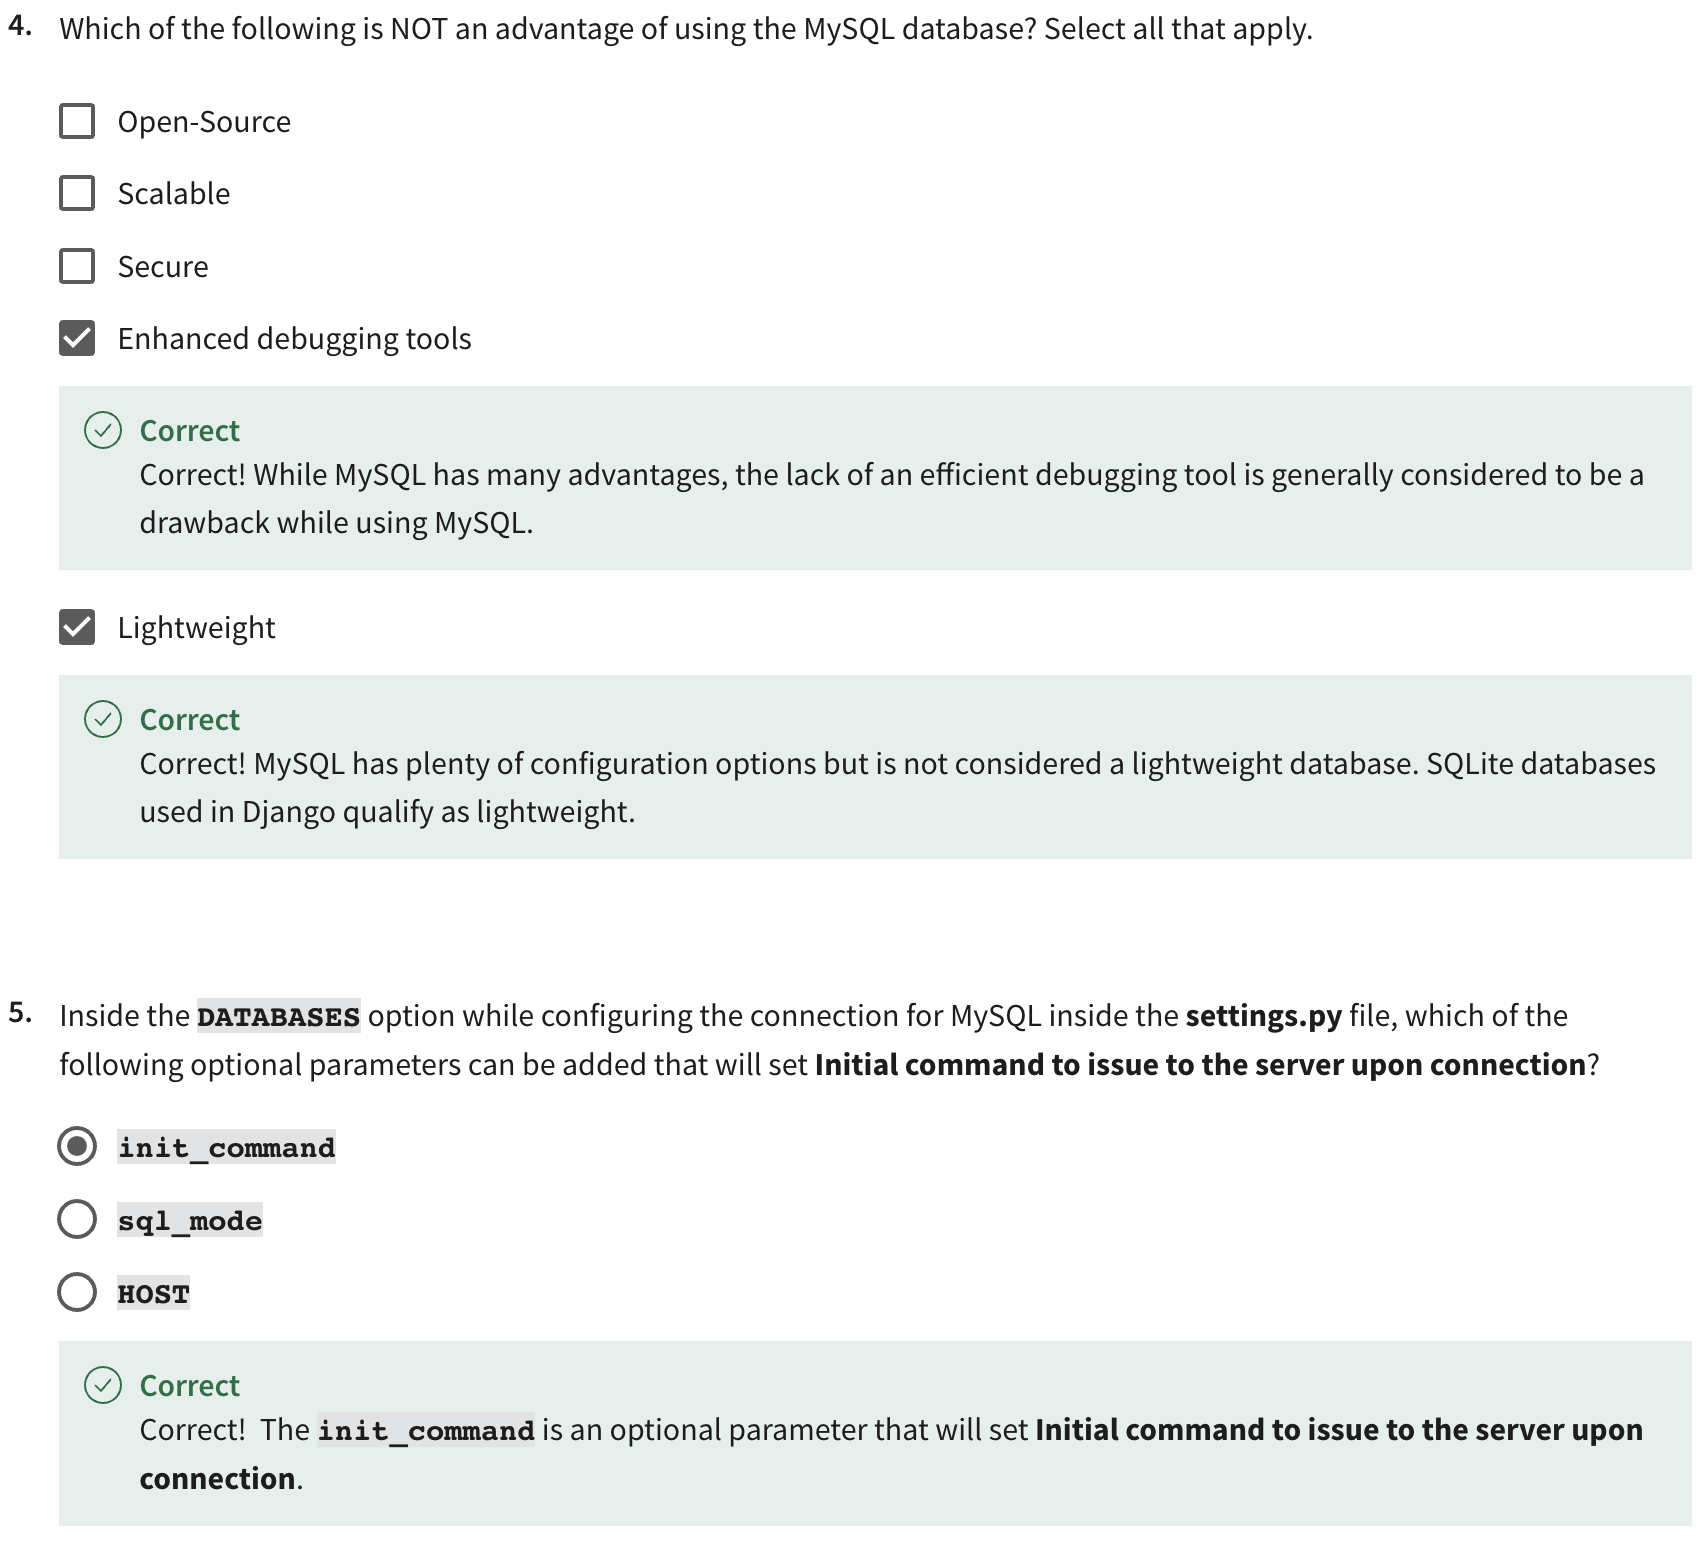 4. Which of the following is NOT an advantage of using the MySQL database? Select all that apply.
Open-Source
Scalable
Secure
Enhanced debugging tools
Correct
Correct! While MySQL has many advantages, the lack of an efficient debugging tool is generally considered to be a
drawback while using MySQL.
Lightweight
Correct
Correct! MySQL has plenty of configuration options but is not considered a lightweight database. SQLite databases
used in Django qualify as lightweight.
5. Inside the DATABASES option while configuring the connection for MySQL inside the settings.py file, which of the
following optional parameters can be added that will set Initial command to issue to the server upon connection?
init_command
sql_mode
HOST
Correct
Correct!  The init_command is an optional parameter that will set Initial command to issue to the server upon
connection.